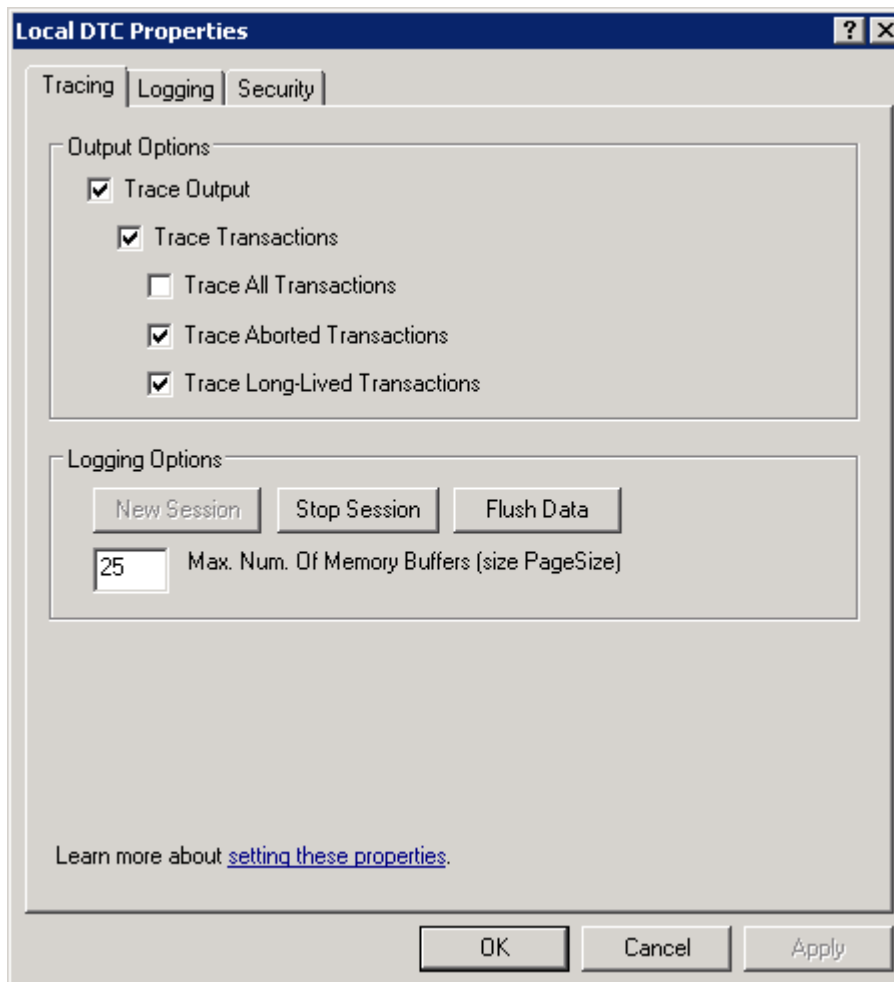 Local DTC Properties
Tracing Logging Security
Output Options
Trace Output
Trace Transactions
Trace All Transactions
Trace Aborted Transactions
Trace Long-Lived Transactions
Logging Options
New Session Stop Session Flush Data
25 Max. Num. Of Memory Buffers (size PageSize)
Learn more about setting these properties.
OK Cancel Apply